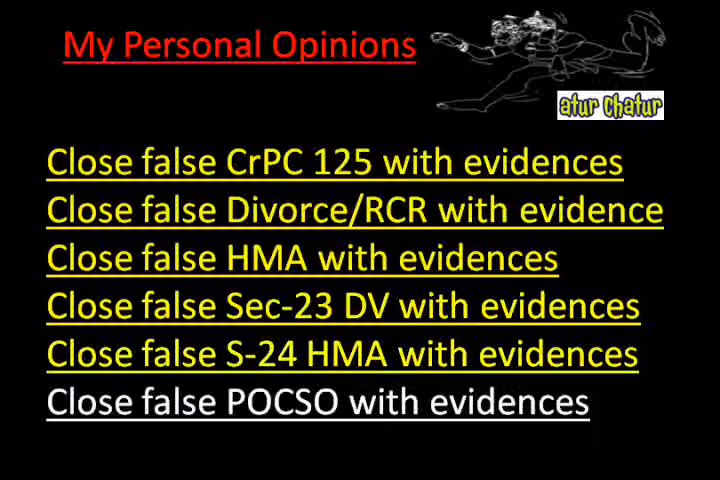 My Personal Opinions
atur Chatur
Close false CrPC 125 with evidences
Close false Divorce/RCR with evidence
Close false HMA with evidences
Close false Sec-23 DV with evidences
Close false S-24 HMA with evidences
Close false POCSO with evidences